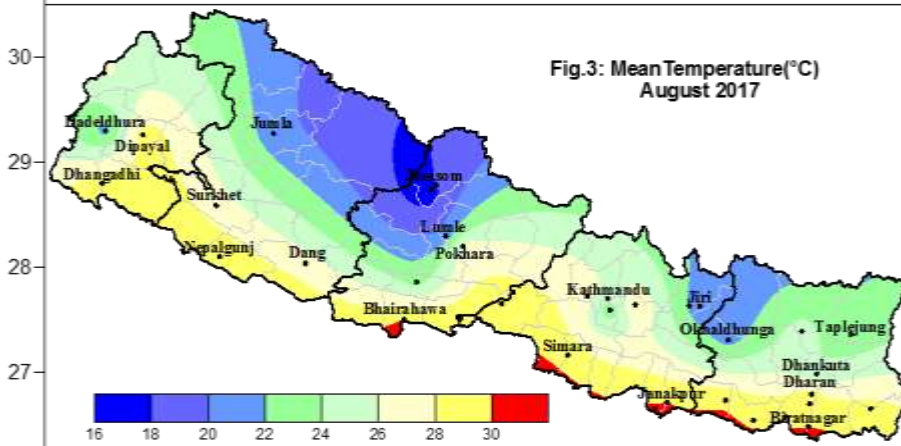 Fig.3: Mean Temperature(°C)
August 2017
30
29
28
27
Dadeldhura
Dipayal
Dhangadhi
Jumla
Surkhet
Nepalgunj
Dang
Lumle
Pokhara
Bhairahawa
Kathmandu
Jiri
Simara
Okhaldhunga
Taplejung
Dhankuta
Dharan
Janakpur
Biratnagar
16 18 20 22 24 26 28 30